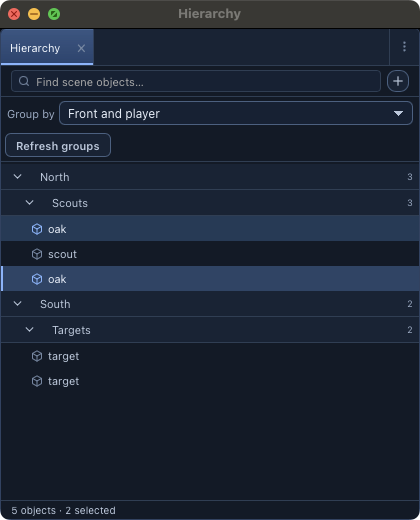 Hierarchy
Hierarchy
Find scene objects...
Group by Front and player
Refresh groups
North 3
Scouts 3
oak
scout
oak
South 2
Targets 2
target
target
5 objects · 2 selected